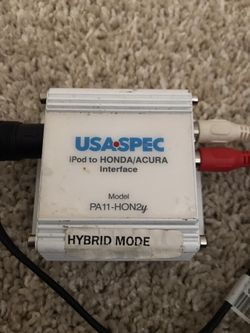 USA SPEC
iPod to HONDA/ACURA
Interface
Model
PA11-HON2y
HYBRID MODE